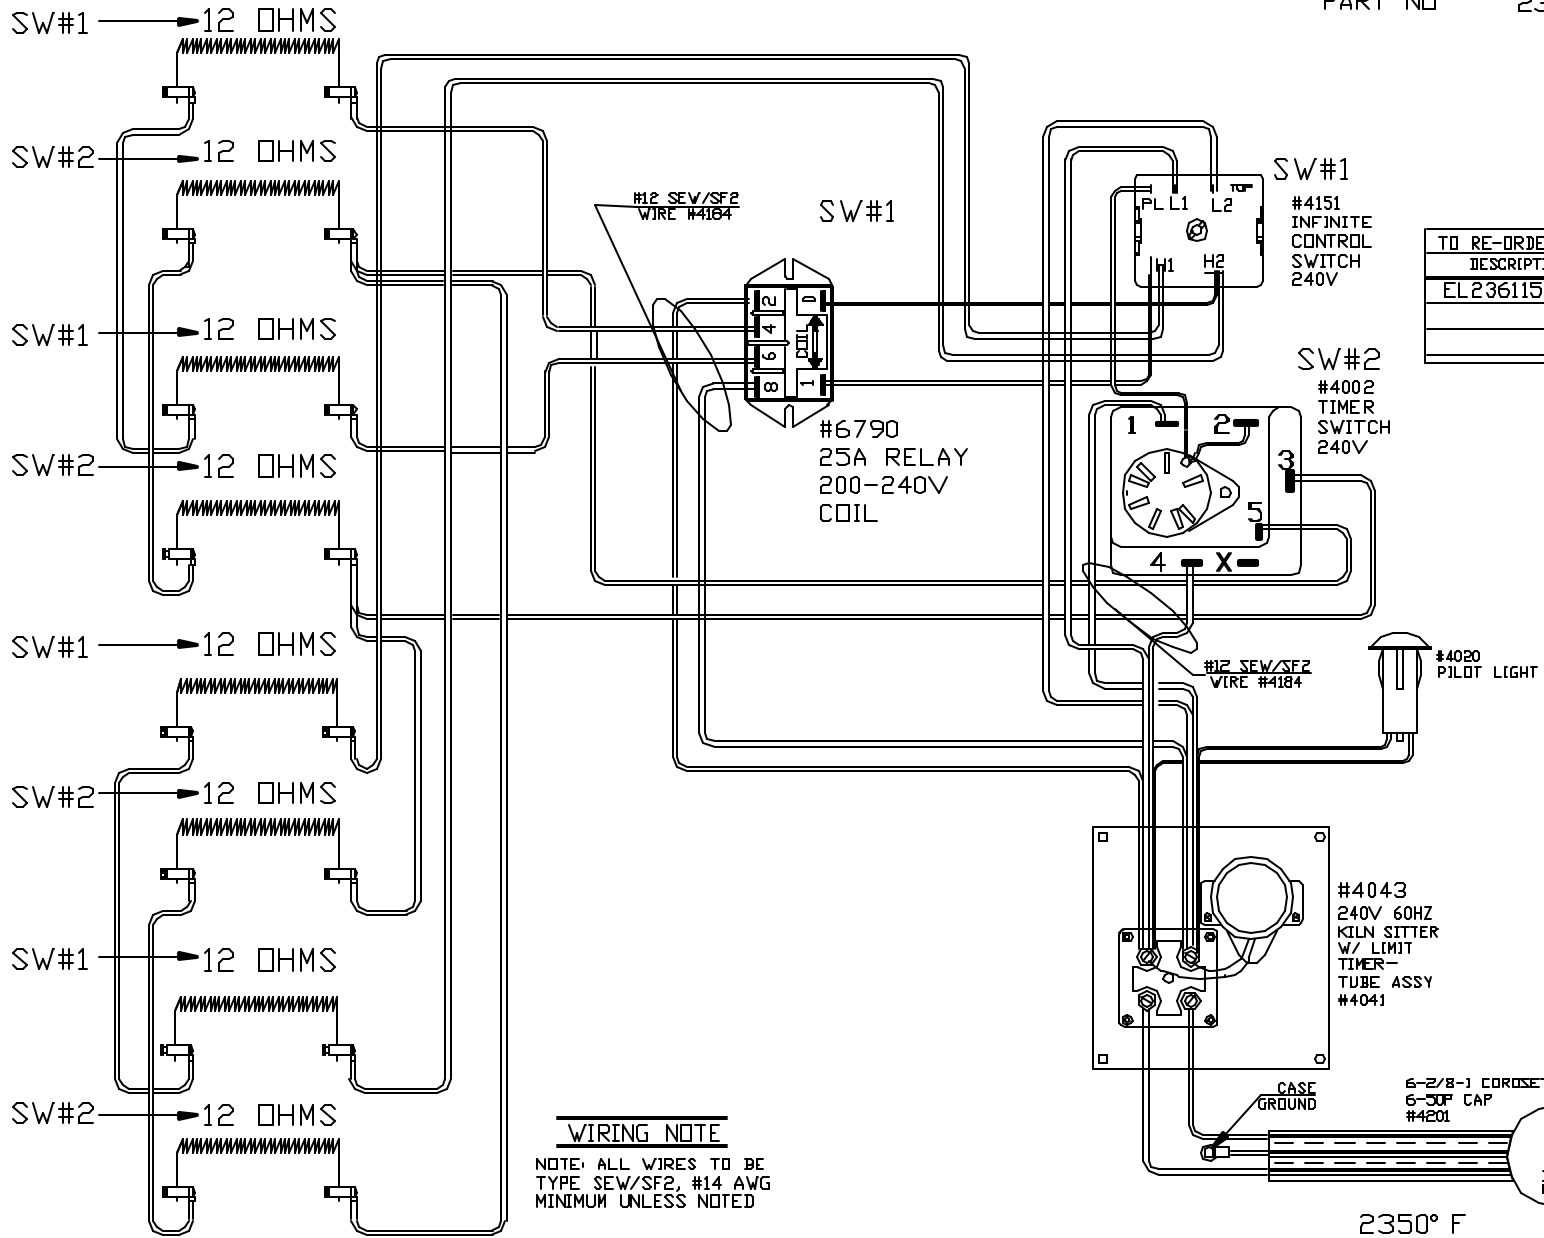 PART NO
SW#1
12 OHMS
SW#2
12 OHMS
SW#1
12 OHMS
SW#2
12 OHMS
SW#1
12 OHMS
SW#2
12 OHMS
SW#1
12 OHMS
SW#2
12 OHMS
#12 SEW/SF2
WIRE #4184
SW#1
2
4
6
8
0
COIL
1
#6790
25A RELAY
200-240V
COIL
PL L1
L2
TOP
H1
H2
SW#1
#4151
INFINITE
CONTROL
SWITCH
240V
TO RE-ORDE
DESCRIPTI
EL236115
SW#2
#4002
TIMER
SWITCH
240V
1
2
3
5
4
X
#12 SEW/SF2
WIRE #4184
#4020
PILOT LIGHT
#4043
240V 60HZ
KILN SITTER
W/ LIMIT
TIMER-
TUBE ASSY
#4041
CASE
GROUND
6-2/8-1 CORDSET
6-50P CAP
#4201
WIRING NOTE
NOTE: ALL WIRES TO BE
TYPE SEW/SF2, #14 AWG
MINIMUM UNLESS NOTED
2350° F